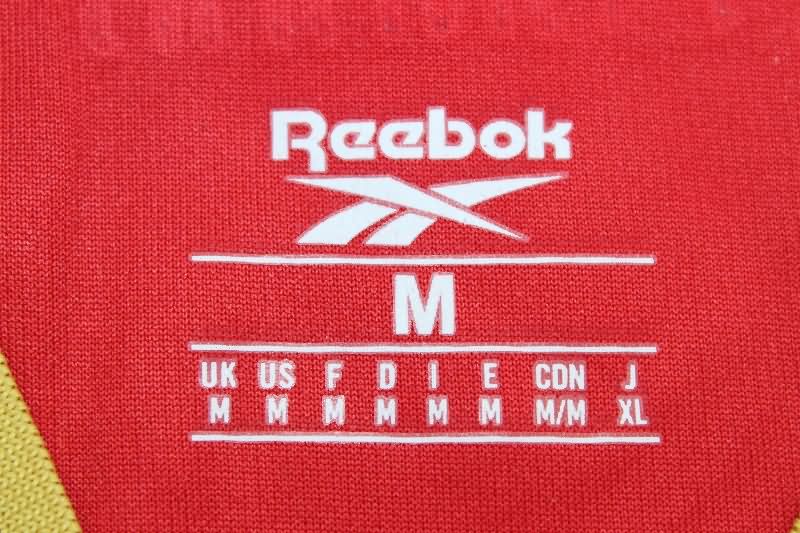 Reebok
M
UK US F D I E CDN J
M M M M M M M/M XL